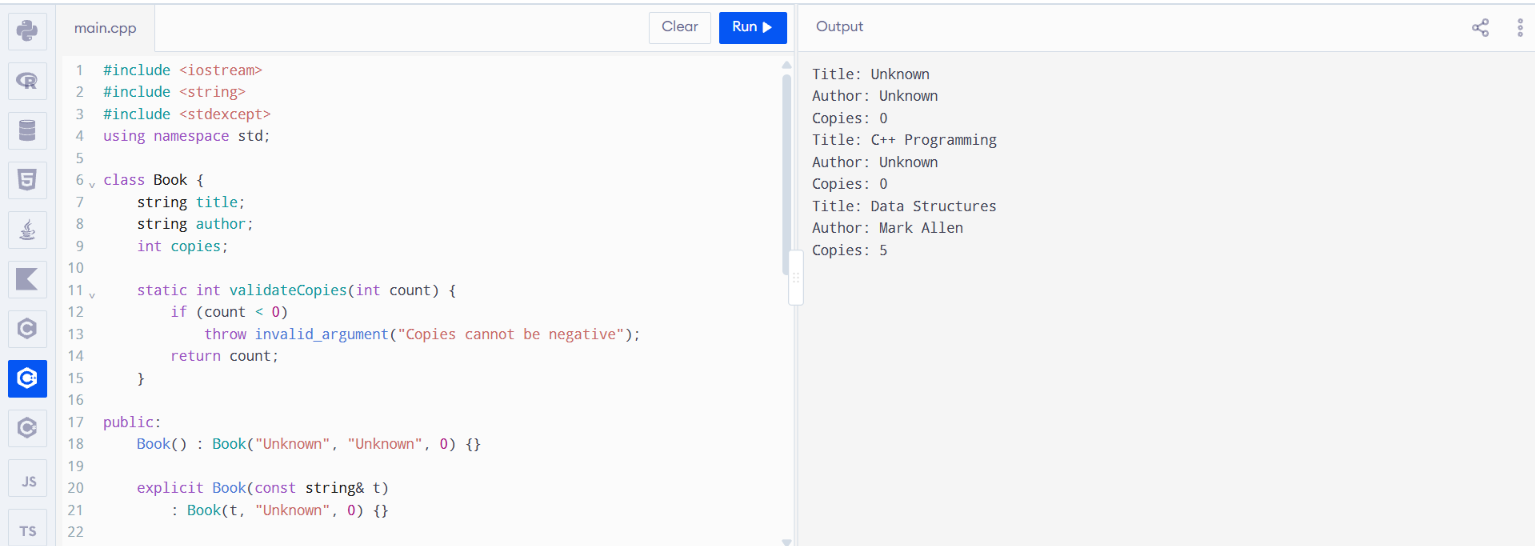 main.cpp
Clear
Run
Output
1 #include <iostream>
2 #include <string>
3 #include <stdexcept>
4 using namespace std;
5
6 class Book {
7     string title;
8     string author;
9     int copies;
10
11     static int validateCopies(int count) {
12         if (count < 0)
13             throw invalid_argument("Copies cannot be negative");
14         return count;
15     }
16
17 public:
18     Book() : Book("Unknown", "Unknown", 0) {}
19
20     explicit Book(const string& t)
21         : Book(t, "Unknown", 0) {}
22
Title: Unknown
Author: Unknown
Copies: 0
Title: C++ Programming
Author: Unknown
Copies: 0
Title: Data Structures
Author: Mark Allen
Copies: 5
R
5
C
C+
C
JS
TS